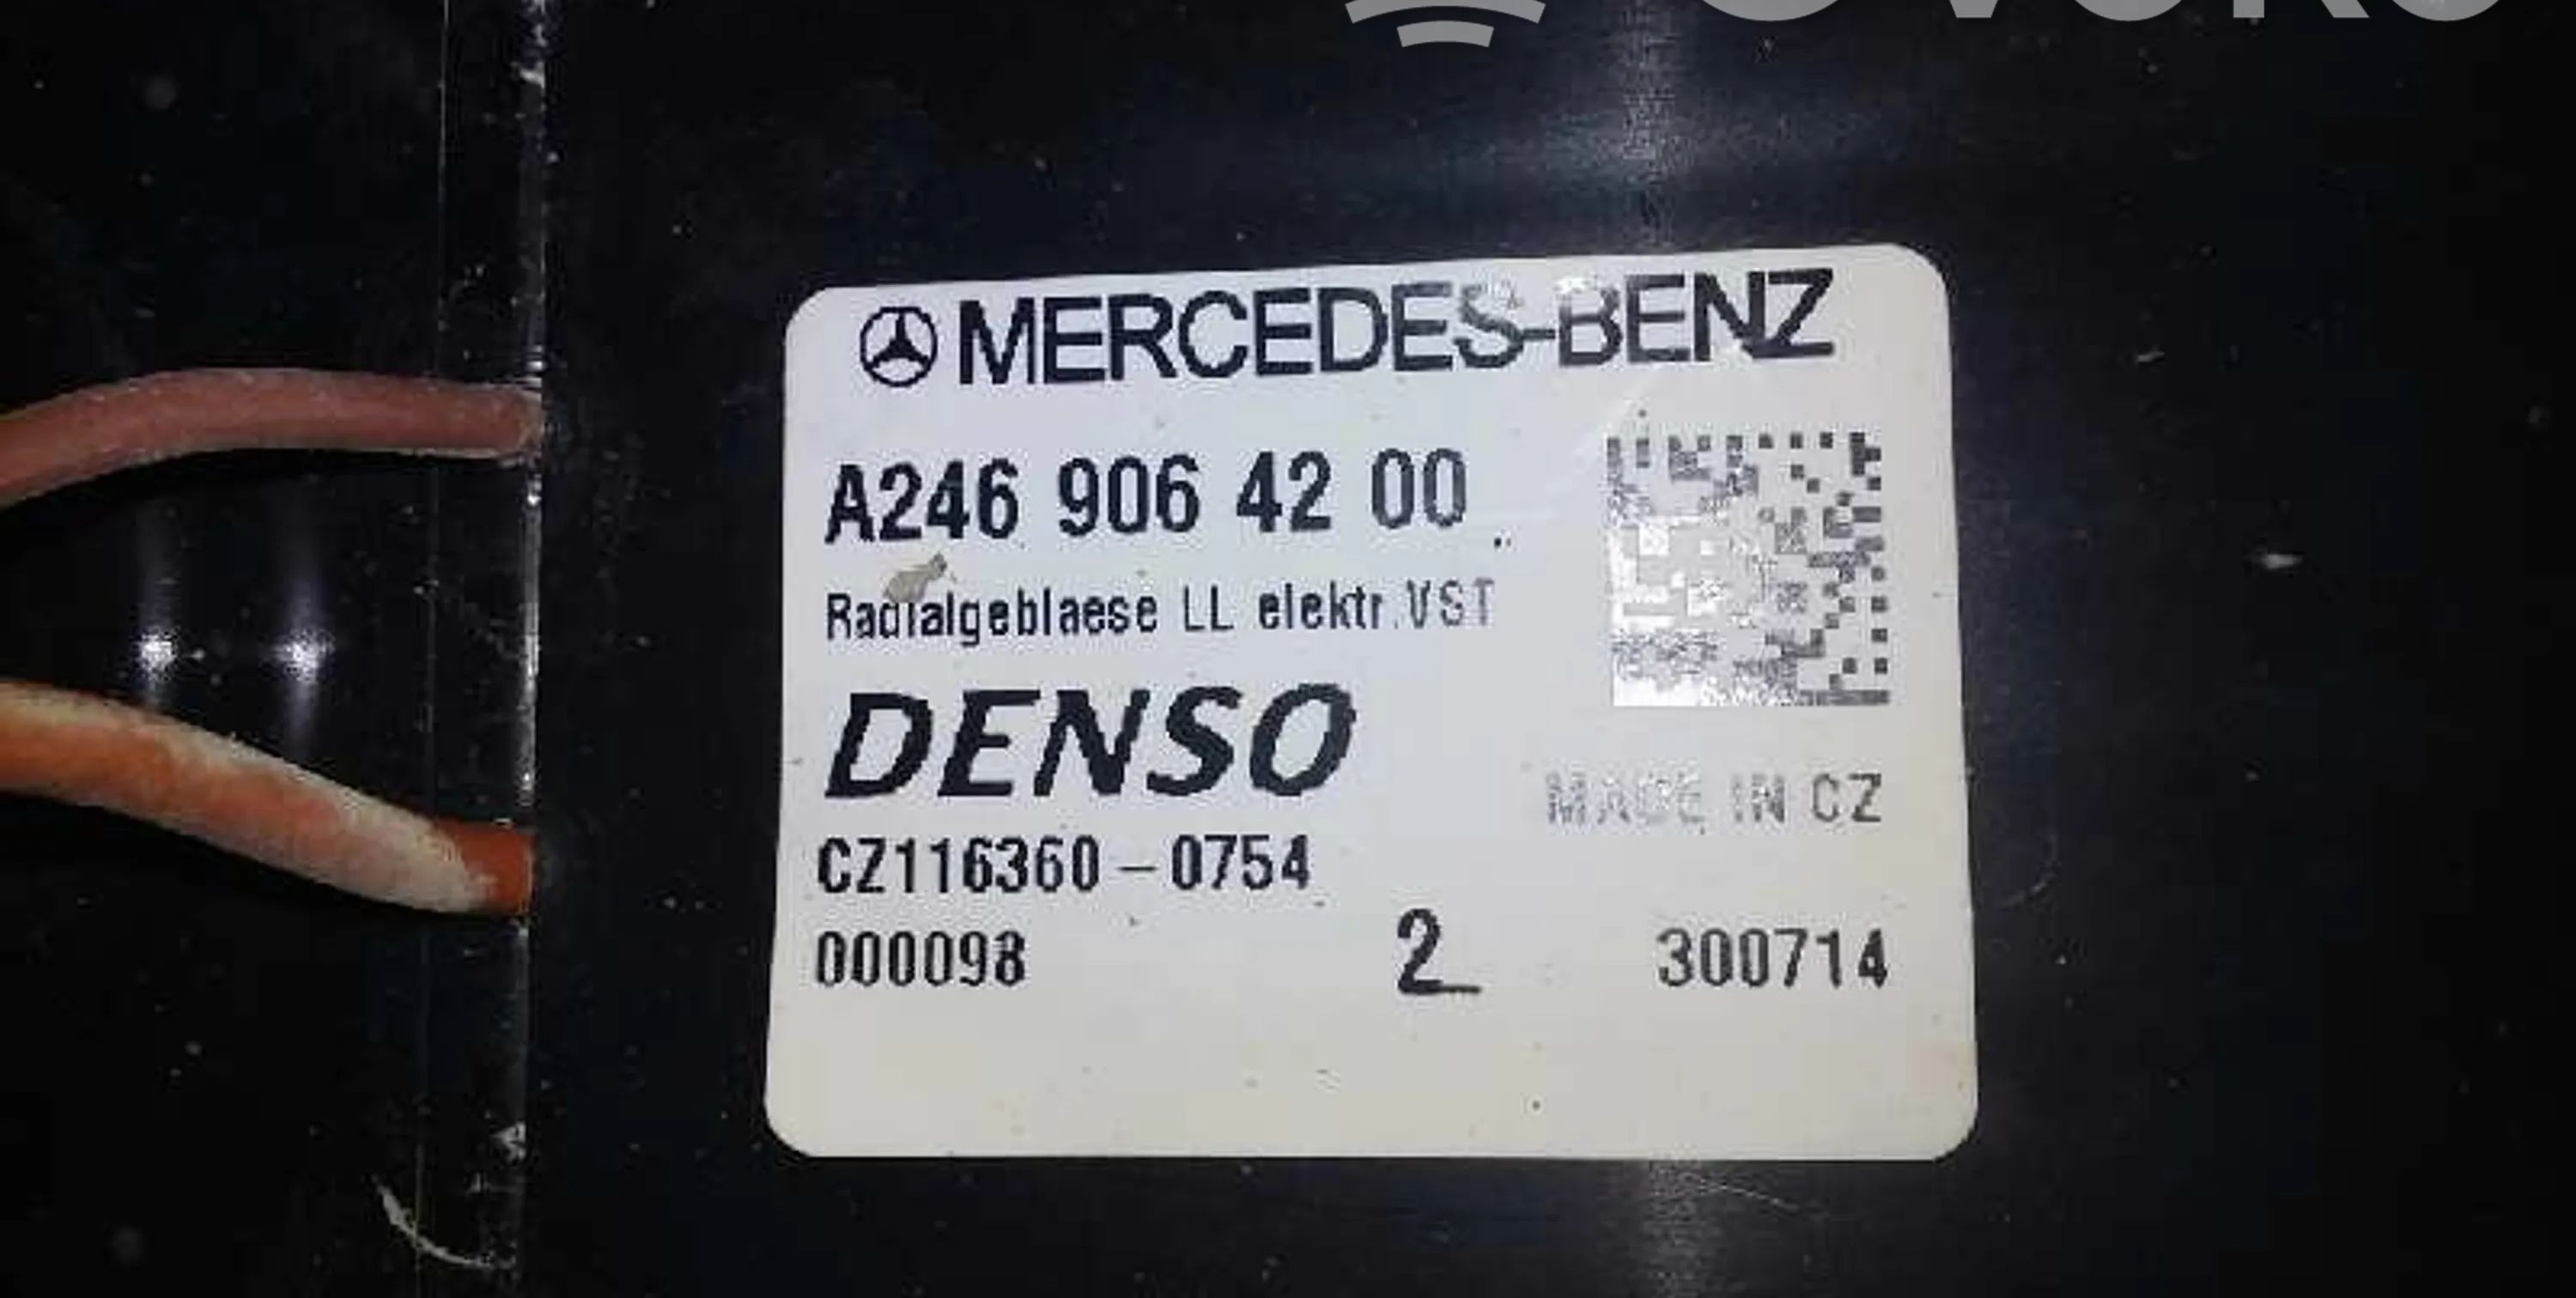 MERCEDES-BENZ
A246 906 42 00
Radialgeblaese LL elektr.VST
DENSO
MADE IN CZ
CZ116360-0754
000098 2 300714